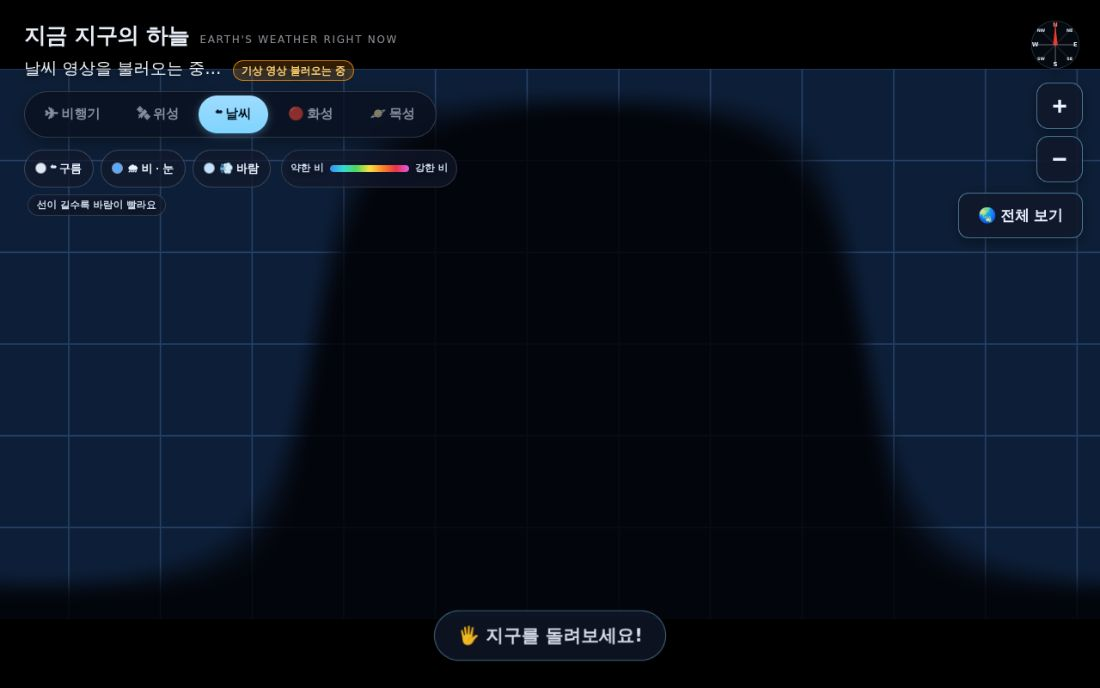 지금 지구의 하늘 EARTH'S WEATHER RIGHT NOW
날씨 영상을 불러오는 중... 기상 영상 불러오는 중
비행기 위성 날씨 화성 목성
구름 비 · 눈 바람 약한 비 강한 비
선이 길수록 바람이 빨라요
N
NW NE
W E
SW SE
S
+
−
전체 보기
지구를 돌려보세요!